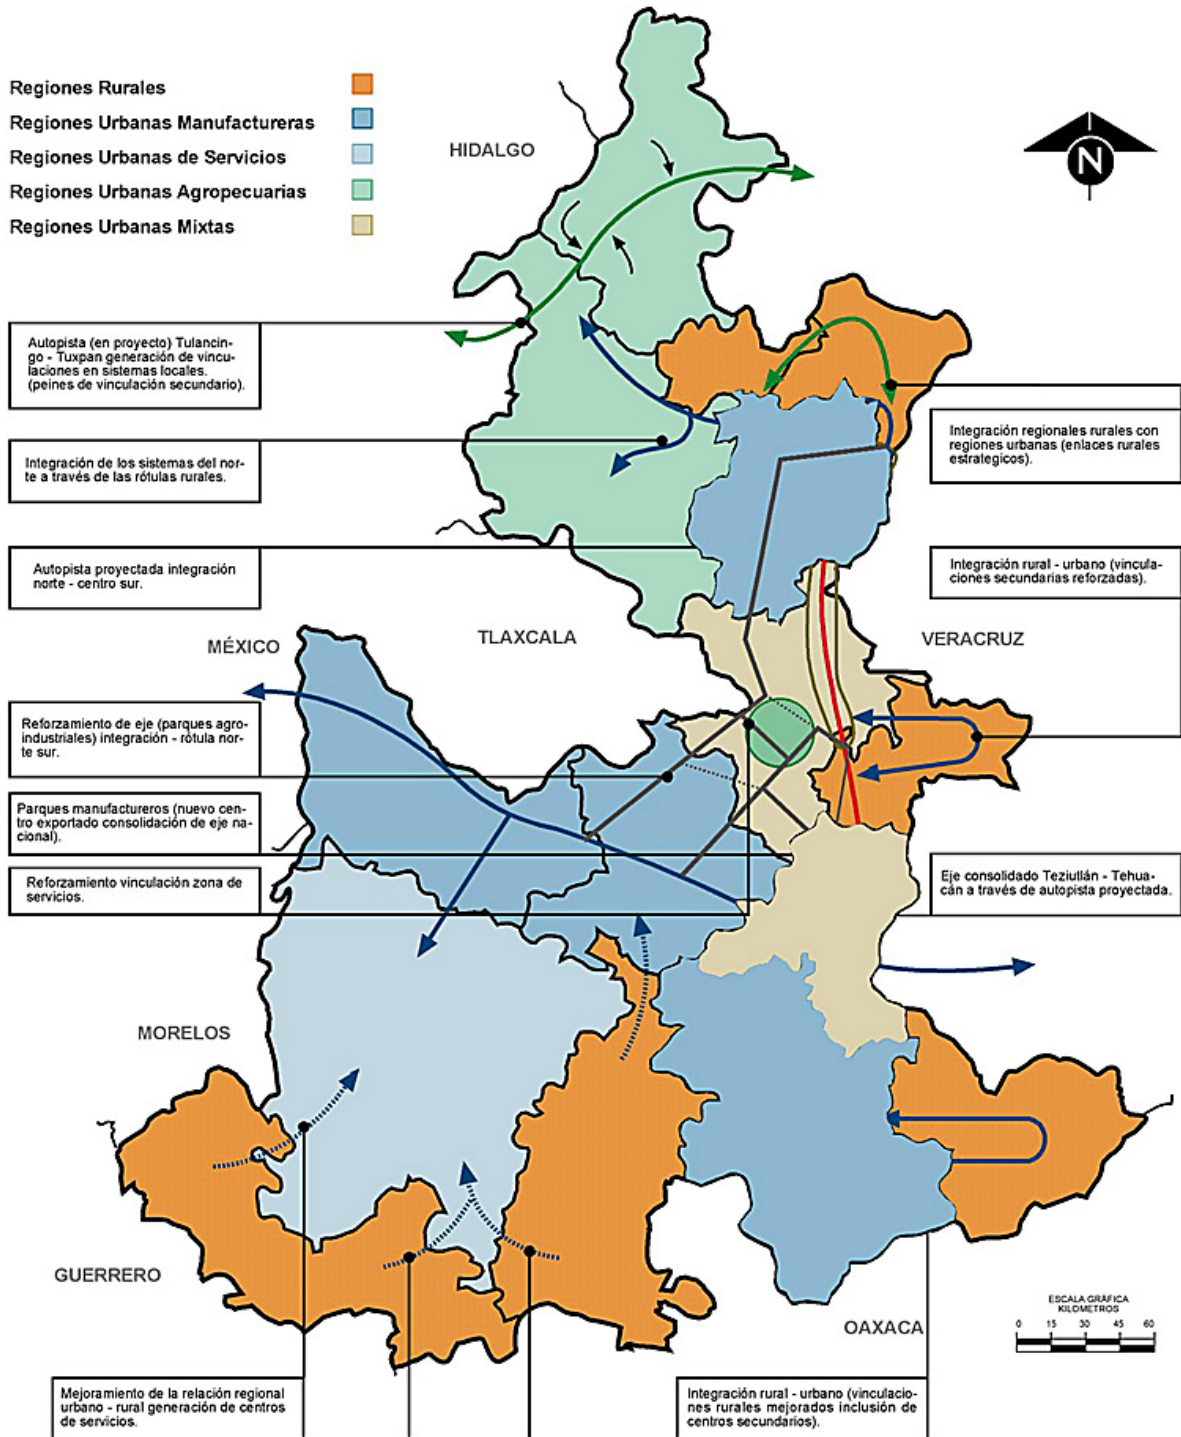 Regiones Rurales
Regiones Urbanas Manufactureras
Regiones Urbanas de Servicios
Regiones Urbanas Agropecuarias
Regiones Urbanas Mixtas
HIDALGO
N
Autopista (en proyecto) Tulancin-
go - Tuxpan generación de vincu-
laciones en sistemas locales.
(peines de vinculación secundario).
Integración de los sistemas del nor-
te a través de las rótulas rurales.
Integración regionales rurales con
regiones urbanas (enlaces rurales
estrategicos).
Autopista proyectada integración
norte - centro sur.
Integración rural - urbano (vincula-
ciones secundarias reforzadas).
MÉXICO
TLAXCALA
VERACRUZ
Reforzamiento de eje (parques agro-
industriales) integración - rótula nor-
te sur.
Parques manufactureros (nuevo cen-
tro exportado consolidación de eje na-
cional).
Reforzamiento vinculación zona de
servicios.
Eje consolidado Teziutlán - Tehua-
cán a través de autopista proyectada.
MORELOS
GUERRERO
OAXACA
ESCALA GRÁFICA
KILOMETROS
0 15 30 45 60
Mejoramiento de la relación regional
urbano - rural generación de centros
de servicios.
Integración rural - urbano (vinculacio-
nes rurales mejorados inclusión de
centros secundarios).